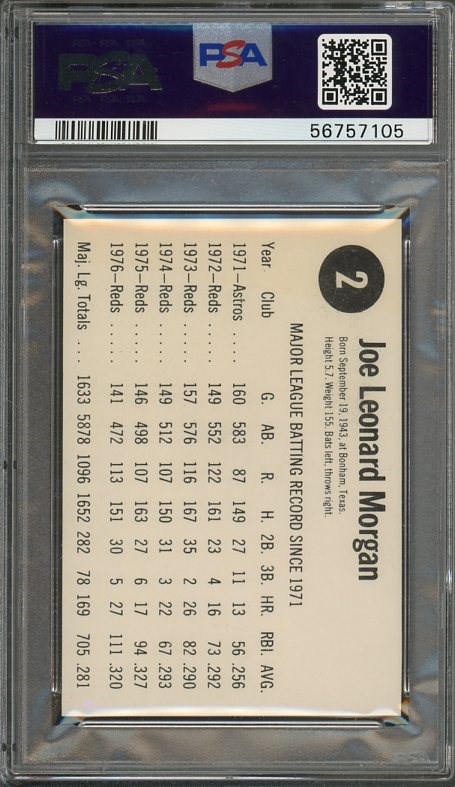 PSA
PSA
56757105
2
Joe Leonard Morgan
Born September 19, 1943, at Bonham, Texas.
Height 5.7. Weight 155. Bats left, throws right.
MAJOR LEAGUE BATTING RECORD SINCE 1971
Year Club G. AB. R. H. 2B. 3B. HR. RBI. AVG.
1971—Astros .... 160 583 87 149 27 11 13 56 .256
1972—Reds ...... 149 552 122 161 23 4 16 73 .292
1973—Reds ...... 157 576 116 167 35 2 26 82 .290
1974—Reds ...... 149 512 107 150 31 3 22 67 .293
1975—Reds ...... 146 498 107 163 27 6 17 94 .327
1976—Reds ...... 141 472 113 151 30 5 27 111 .320
Maj. Lg. Totals ... 1633 5878 1096 1652 282 78 169 705 .281